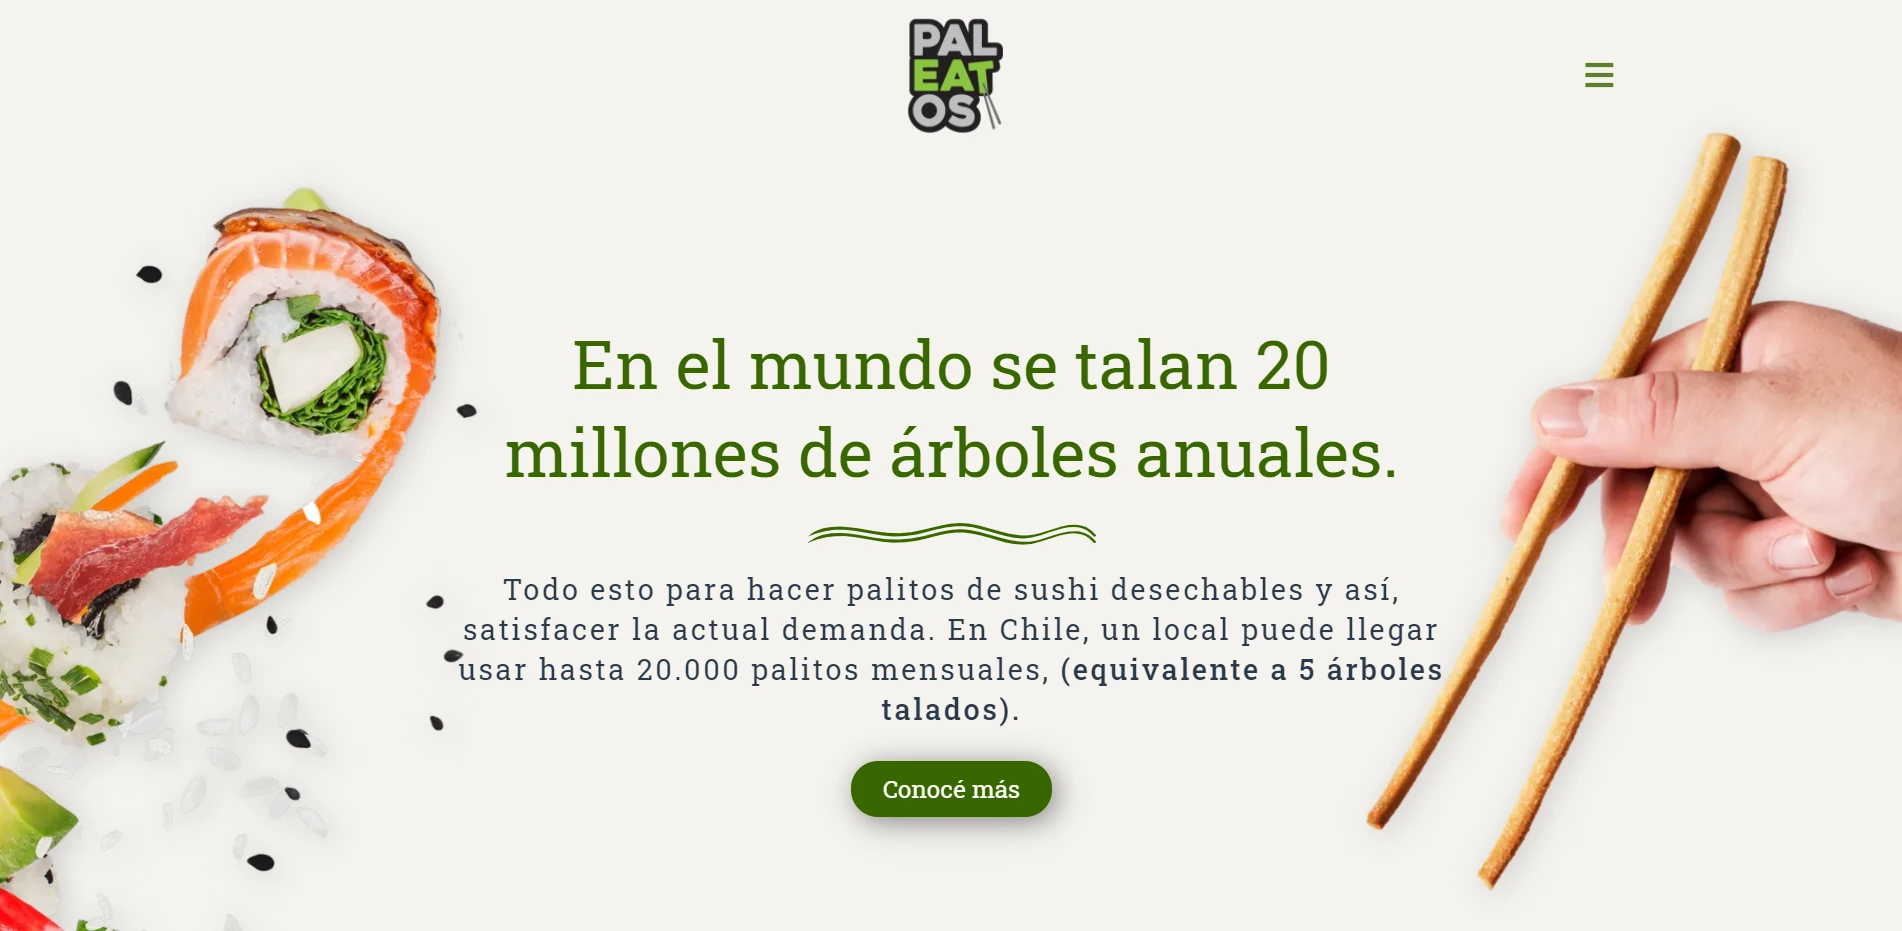 PAL
EAT
OS
En el mundo se talan 20
millones de árboles anuales.
Todo esto para hacer palitos de sushi desechables y así,
satisfacer la actual demanda. En Chile, un local puede llegar
usar hasta 20.000 palitos mensuales, (equivalente a 5 árboles
talados).
Conocé más